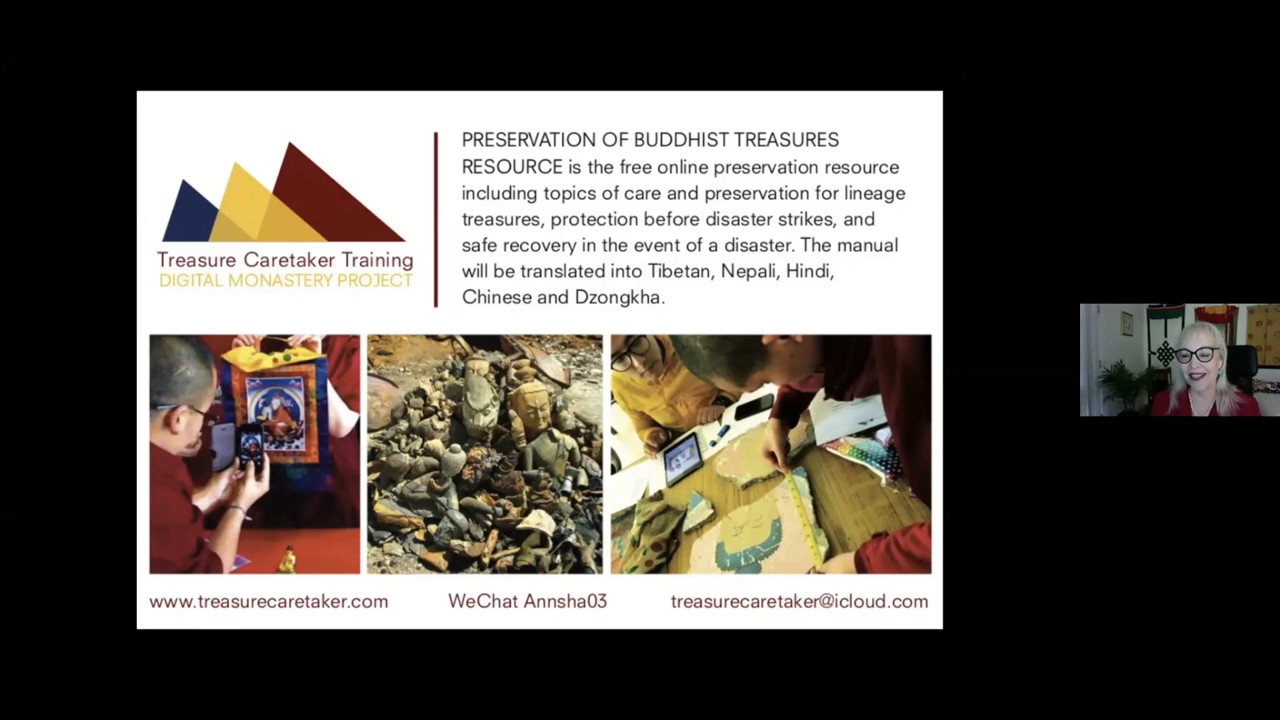 Treasure Caretaker Training
DIGITAL MONASTERY PROJECT
PRESERVATION OF BUDDHIST TREASURES
RESOURCE is the free online preservation resource
including topics of care and preservation for lineage
treasures, protection before disaster strikes, and
safe recovery in the event of a disaster. The manual
will be translated into Tibetan, Nepali, Hindi,
Chinese and Dzongkha.
www.treasurecaretaker.com
WeChat Annsha03
treasurecaretaker@icloud.com